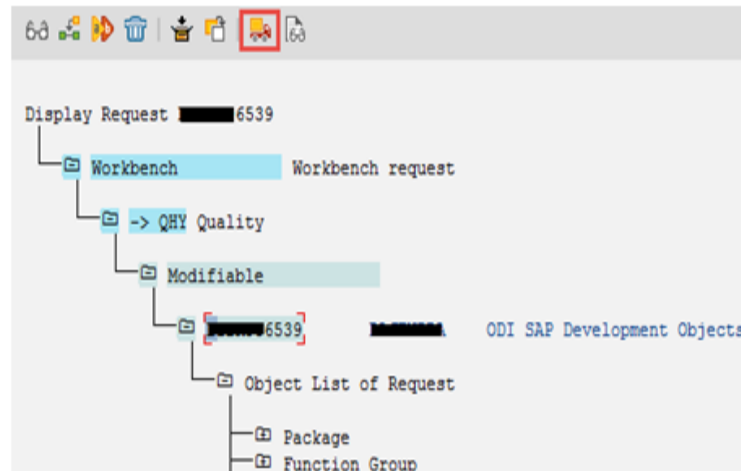 Display Request 6539
Workbench Workbench request
-> QHY Quality
Modifiable
6539 ODI SAP Development Objects
Object List of Request
Package
Function Group